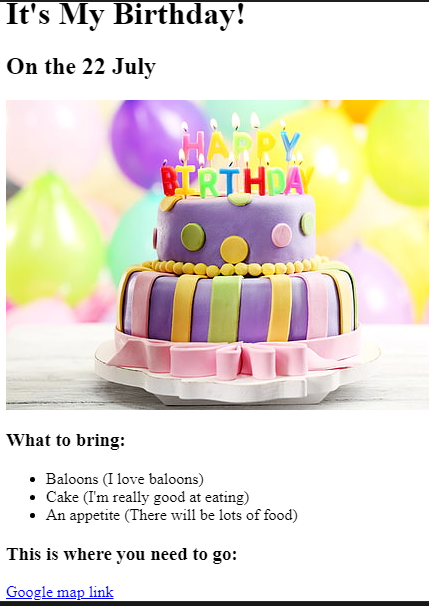 It's My Birthday!
On the 22 July
HAPPY
BIRTHDAY
What to bring:
Baloons (I love baloons)
Cake (I'm really good at eating)
An appetite (There will be lots of food)
This is where you need to go:
Google map link